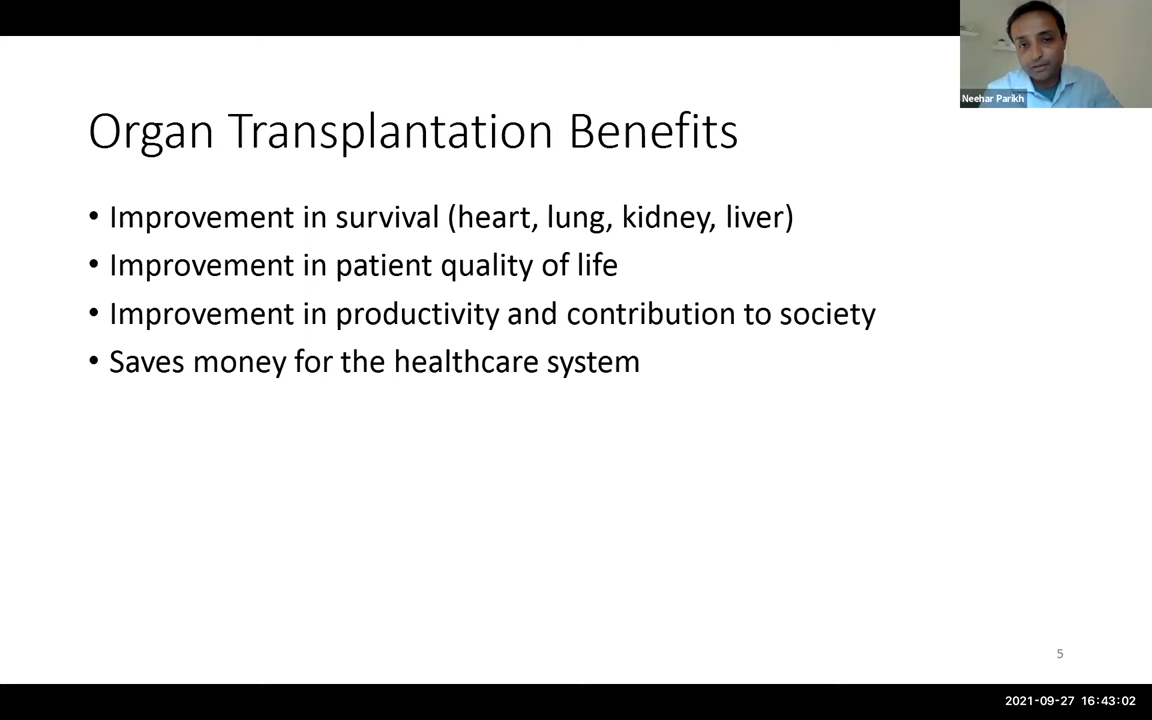 Neehar Parikh
Organ Transplantation Benefits
• Improvement in survival (heart, lung, kidney, liver)
• Improvement in patient quality of life
• Improvement in productivity and contribution to society
• Saves money for the healthcare system
5
2021-09-27 16:43:02